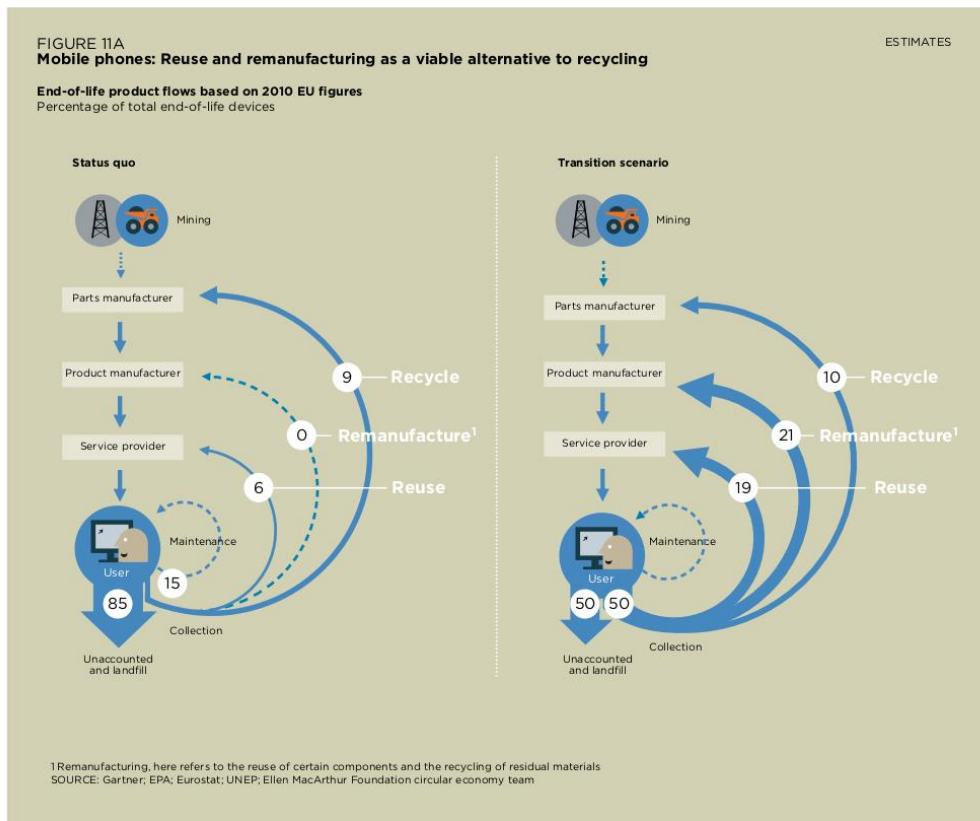 FIGURE 11A
ESTIMATES
Mobile phones: Reuse and remanufacturing as a viable alternative to recycling
End-of-life product flows based on 2010 EU figures
Percentage of total end-of-life devices
Status quo
Mining
Parts manufacturer
9
Recycle
Product manufacturer
0
Remanufacture¹
Service provider
6
Reuse
Maintenance
User
15
85
Collection
Unaccounted
and landfill
Transition scenario
Mining
Parts manufacturer
10
Recycle
Product manufacturer
21
Remanufacture¹
Service provider
19
Reuse
Maintenance
User
50
50
Collection
Unaccounted
and landfill
1 Remanufacturing, here refers to the reuse of certain components and the recycling of residual materials
SOURCE: Gartner; EPA; Eurostat; UNEP; Ellen MacArthur Foundation circular economy team